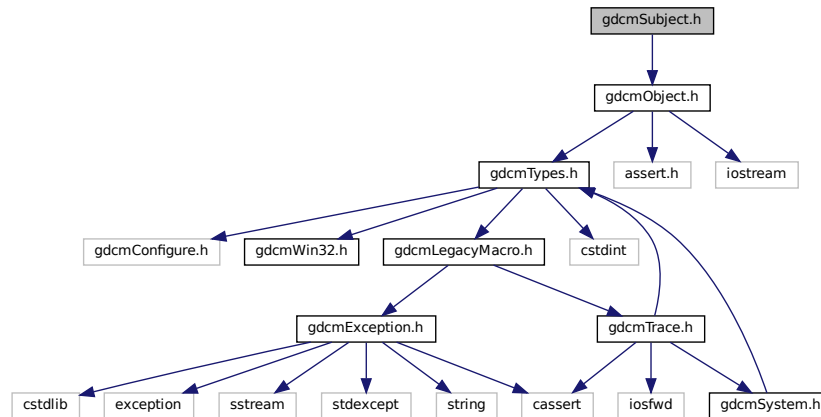 gdcmSubject.h
gdcmObject.h
gdcmTypes.h
assert.h
iostream
gdcmConfigure.h
gdcmWin32.h
gdcmLegacyMacro.h
cstdint
gdcmException.h
gdcmTrace.h
cstdlib
exception
sstream
stdexcept
string
cassert
iosfwd
gdcmSystem.h